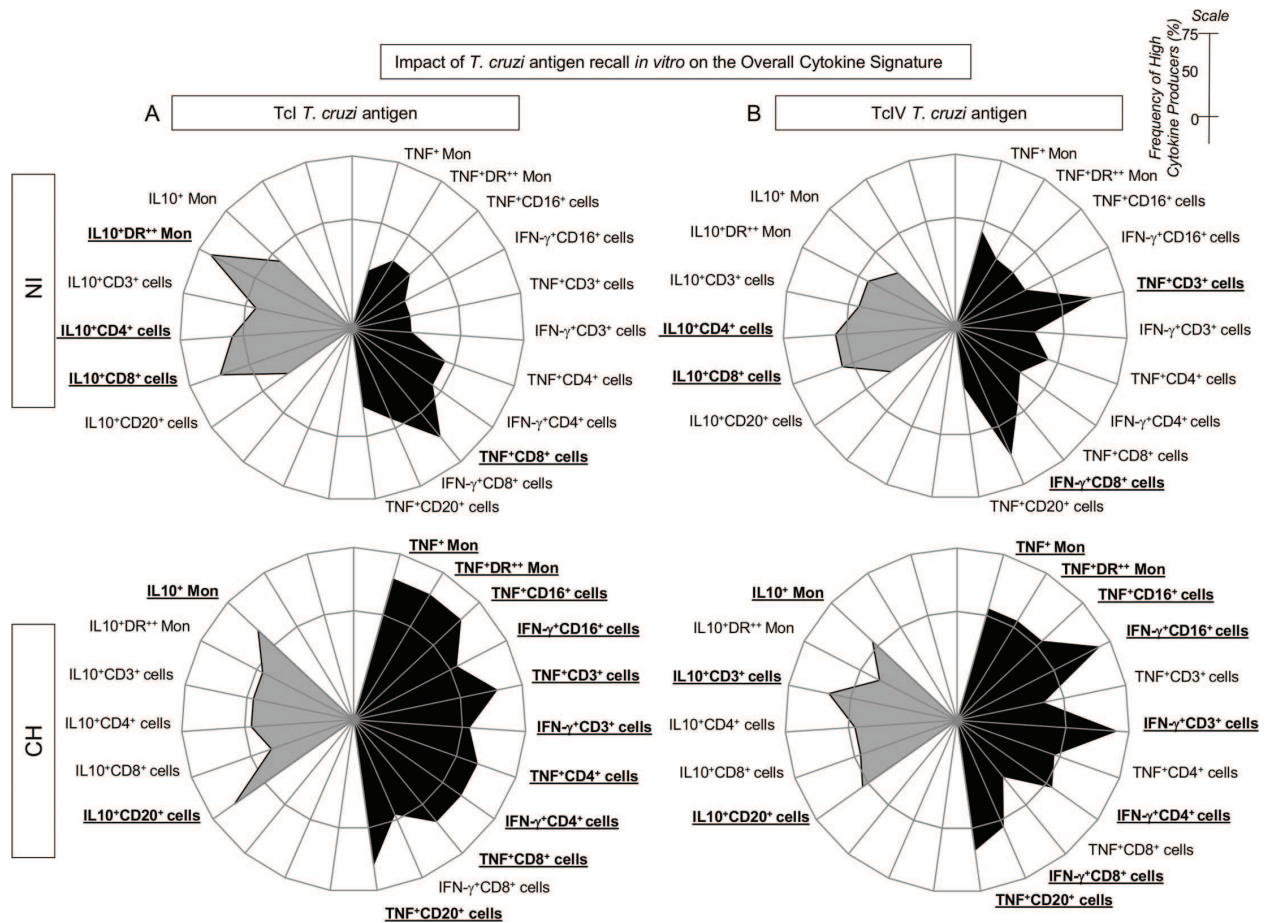 Scale
75
50
0
Frequency of High
Cytokine Producers (%)
Impact of T. cruzi antigen recall in vitro on the Overall Cytokine Signature
A
TcI T. cruzi antigen
B
TcIV T. cruzi antigen
NI
TNF⁺ Mon
TNF⁺DR⁺⁺ Mon
TNF⁺CD16⁺ cells
IFN-γ⁺CD16⁺ cells
TNF⁺CD3⁺ cells
IFN-γ⁺CD3⁺ cells
TNF⁺CD4⁺ cells
IFN-γ⁺CD4⁺ cells
TNF⁺CD8⁺ cells
IFN-γ⁺CD8⁺ cells
TNF⁺CD20⁺ cells
IL10⁺ Mon
IL10⁺DR⁺⁺ Mon
IL10⁺CD3⁺ cells
IL10⁺CD4⁺ cells
IL10⁺CD8⁺ cells
IL10⁺CD20⁺ cells
TNF⁺ Mon
TNF⁺DR⁺⁺ Mon
TNF⁺CD16⁺ cells
IFN-γ⁺CD16⁺ cells
TNF⁺CD3⁺ cells
IFN-γ⁺CD3⁺ cells
TNF⁺CD4⁺ cells
IFN-γ⁺CD4⁺ cells
TNF⁺CD8⁺ cells
IFN-γ⁺CD8⁺ cells
TNF⁺CD20⁺ cells
IL10⁺ Mon
IL10⁺DR⁺⁺ Mon
IL10⁺CD3⁺ cells
IL10⁺CD4⁺ cells
IL10⁺CD8⁺ cells
IL10⁺CD20⁺ cells
CH
TNF⁺ Mon
TNF⁺DR⁺⁺ Mon
TNF⁺CD16⁺ cells
IFN-γ⁺CD16⁺ cells
TNF⁺CD3⁺ cells
IFN-γ⁺CD3⁺ cells
TNF⁺CD4⁺ cells
IFN-γ⁺CD4⁺ cells
TNF⁺CD8⁺ cells
IFN-γ⁺CD8⁺ cells
TNF⁺CD20⁺ cells
IL10⁺ Mon
IL10⁺DR⁺⁺ Mon
IL10⁺CD3⁺ cells
IL10⁺CD4⁺ cells
IL10⁺CD8⁺ cells
IL10⁺CD20⁺ cells
TNF⁺ Mon
TNF⁺DR⁺⁺ Mon
TNF⁺CD16⁺ cells
IFN-γ⁺CD16⁺ cells
TNF⁺CD3⁺ cells
IFN-γ⁺CD3⁺ cells
TNF⁺CD4⁺ cells
IFN-γ⁺CD4⁺ cells
TNF⁺CD8⁺ cells
IFN-γ⁺CD8⁺ cells
TNF⁺CD20⁺ cells
IL10⁺ Mon
IL10⁺DR⁺⁺ Mon
IL10⁺CD3⁺ cells
IL10⁺CD4⁺ cells
IL10⁺CD8⁺ cells
IL10⁺CD20⁺ cells